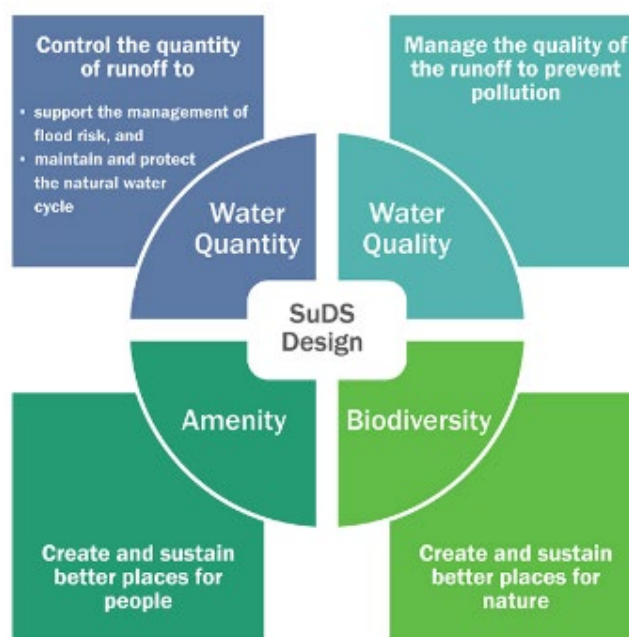 Control the quantity
of runoff to
• support the management of
flood risk, and
• maintain and protect
the natural water
cycle
Manage the quality of
the runoff to prevent
pollution
Water
Quantity
Water
Quality
SuDS
Design
Amenity
Biodiversity
Create and sustain
better places for
people
Create and sustain
better places for
nature